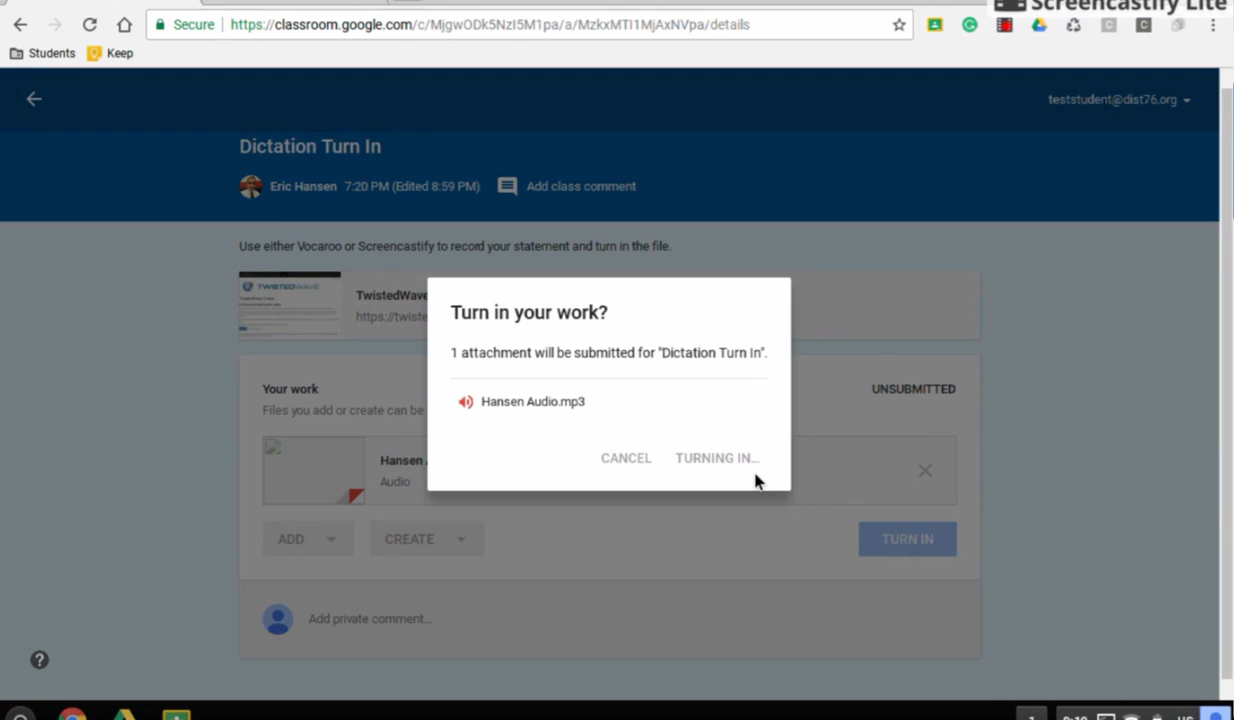 Screencastify Lite
Secure https://classroom.google.com/c/MjgwODk5NzI5M1pa/a/MzkxMTI1MjAxNVpa/details
Students Keep
teststudent@dist76.org
Dictation Turn In
Eric Hansen 7:20 PM (Edited 8:59 PM) Add class comment
Use either Vocaroo or Screencastify to record your statement and turn in the file.
TWISTEDWAVE
TwistedWave
https://twiste
Turn in your work?
1 attachment will be submitted for "Dictation Turn In".
Hansen Audio.mp3
CANCEL TURNING IN...
Your work
UNSUBMITTED
Files you add or create can be
Hansen
Audio
ADD CREATE TURN IN
Add private comment...